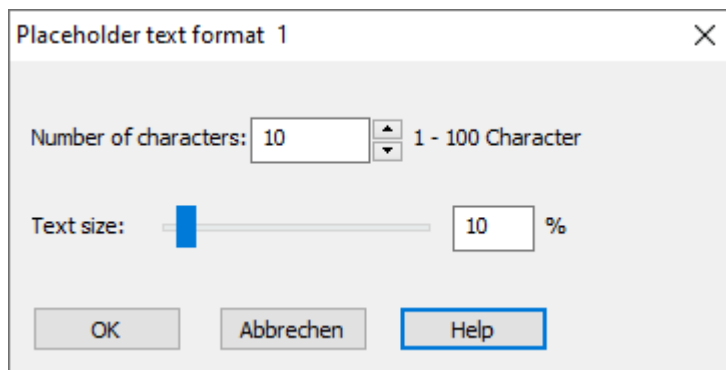 Placeholder text format  1
Number of characters: 10 1 - 100 Character
Text size: 10 %
OK Abbrechen Help